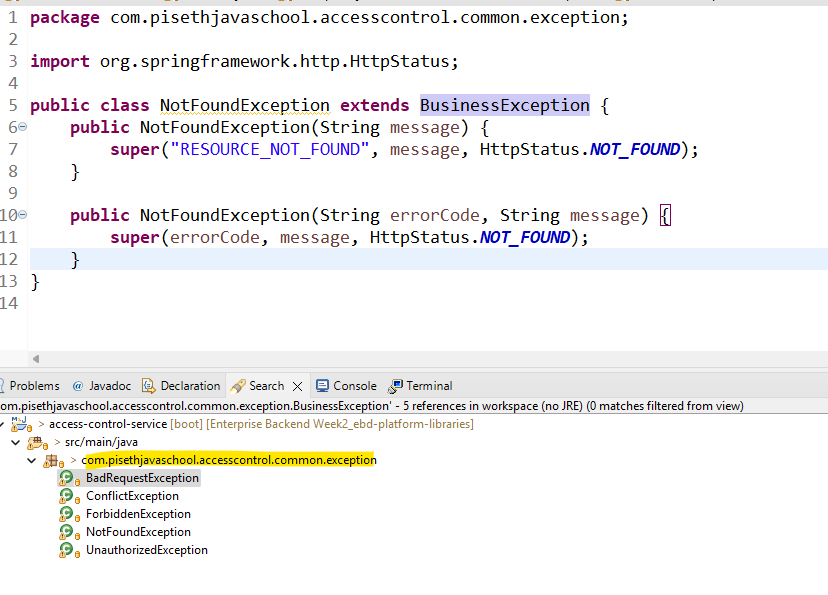 1 package com.pisethjavaschool.accesscontrol.common.exception;
2
3 import org.springframework.http.HttpStatus;
4
5 public class NotFoundException extends BusinessException {
6     public NotFoundException(String message) {
7         super("RESOURCE_NOT_FOUND", message, HttpStatus.NOT_FOUND);
8     }
9
10     public NotFoundException(String errorCode, String message) {
11         super(errorCode, message, HttpStatus.NOT_FOUND);
12     }
13 }
14
Problems @ Javadoc Declaration Search Console Terminal
om.pisethjavaschool.accesscontrol.common.exception.BusinessException' - 5 references in workspace (no JRE) (0 matches filtered from view)
> access-control-service [boot] [Enterprise Backend Week2_ebd-platform-libraries]
> src/main/java
> com.pisethjavaschool.accesscontrol.common.exception
BadRequestException
ConflictException
ForbiddenException
NotFoundException
UnauthorizedException